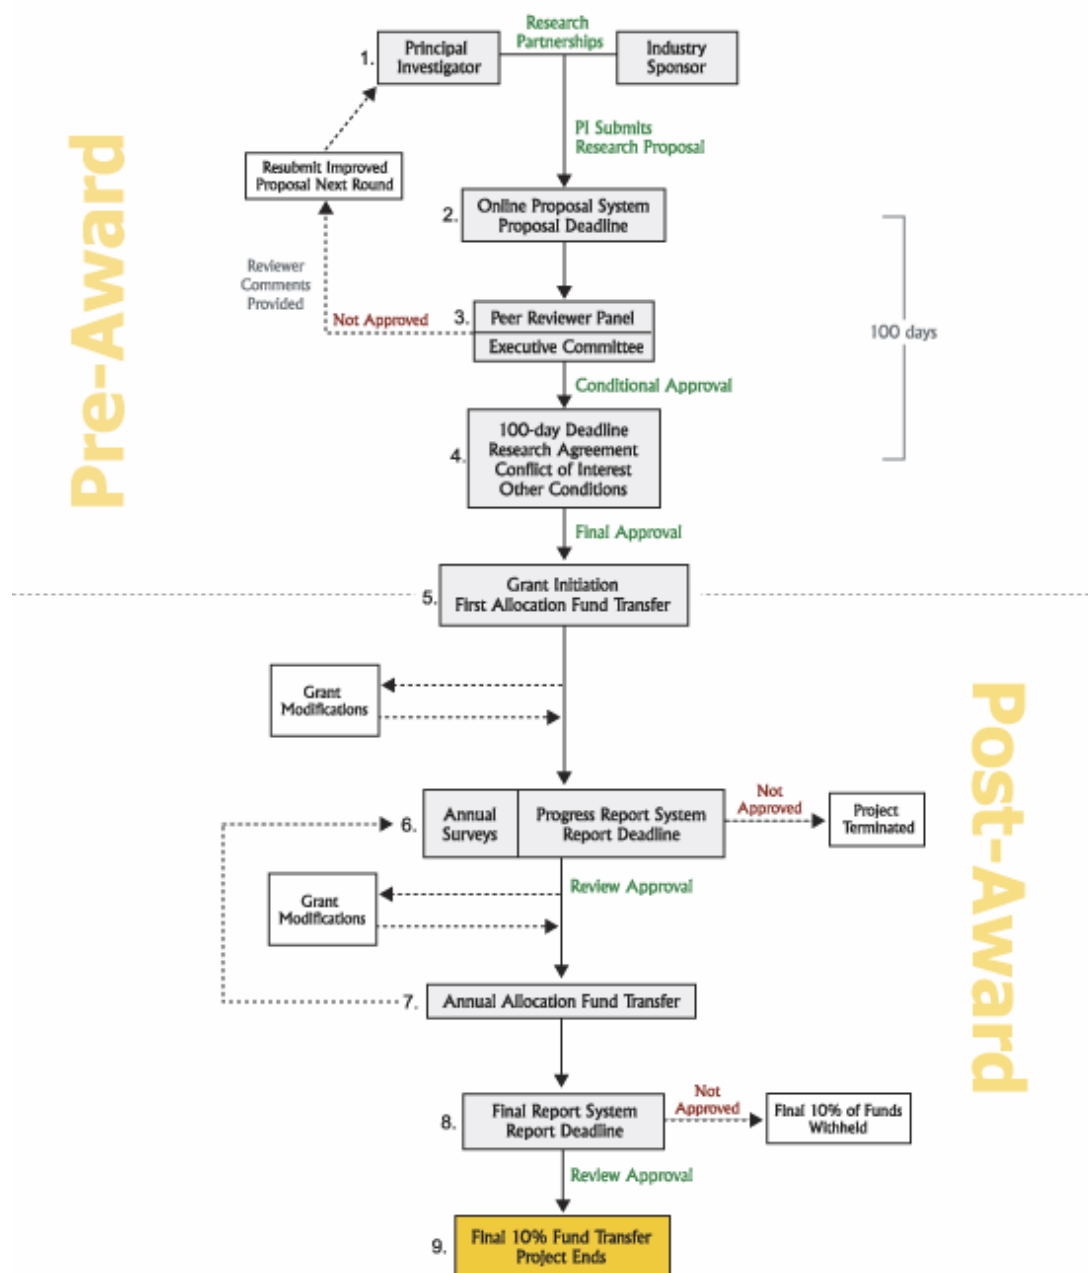 Research
Partnerships
1.
Principal
Investigator
Industry
Sponsor
PI Submits
Research Proposal
Resubmit Improved
Proposal Next Round
Pre-Award
2.
Online Proposal System
Proposal Deadline
Reviewer
Comments
Provided
Not Approved
3.
Peer Reviewer Panel
Executive Committee
100 days
Conditional Approval
4.
100-day Deadline
Research Agreement
Conflict of Interest
Other Conditions
Final Approval
5.
Grant Initiation
First Allocation Fund Transfer
Grant
Modifications
Post-Award
6.
Annual
Surveys
Progress Report System
Report Deadline
Not
Approved
Project
Terminated
Review Approval
Grant
Modifications
7.
Annual Allocation Fund Transfer
8.
Final Report System
Report Deadline
Not
Approved
Final 10% of Funds
Withheld
Review Approval
9.
Final 10% Fund Transfer
Project Ends